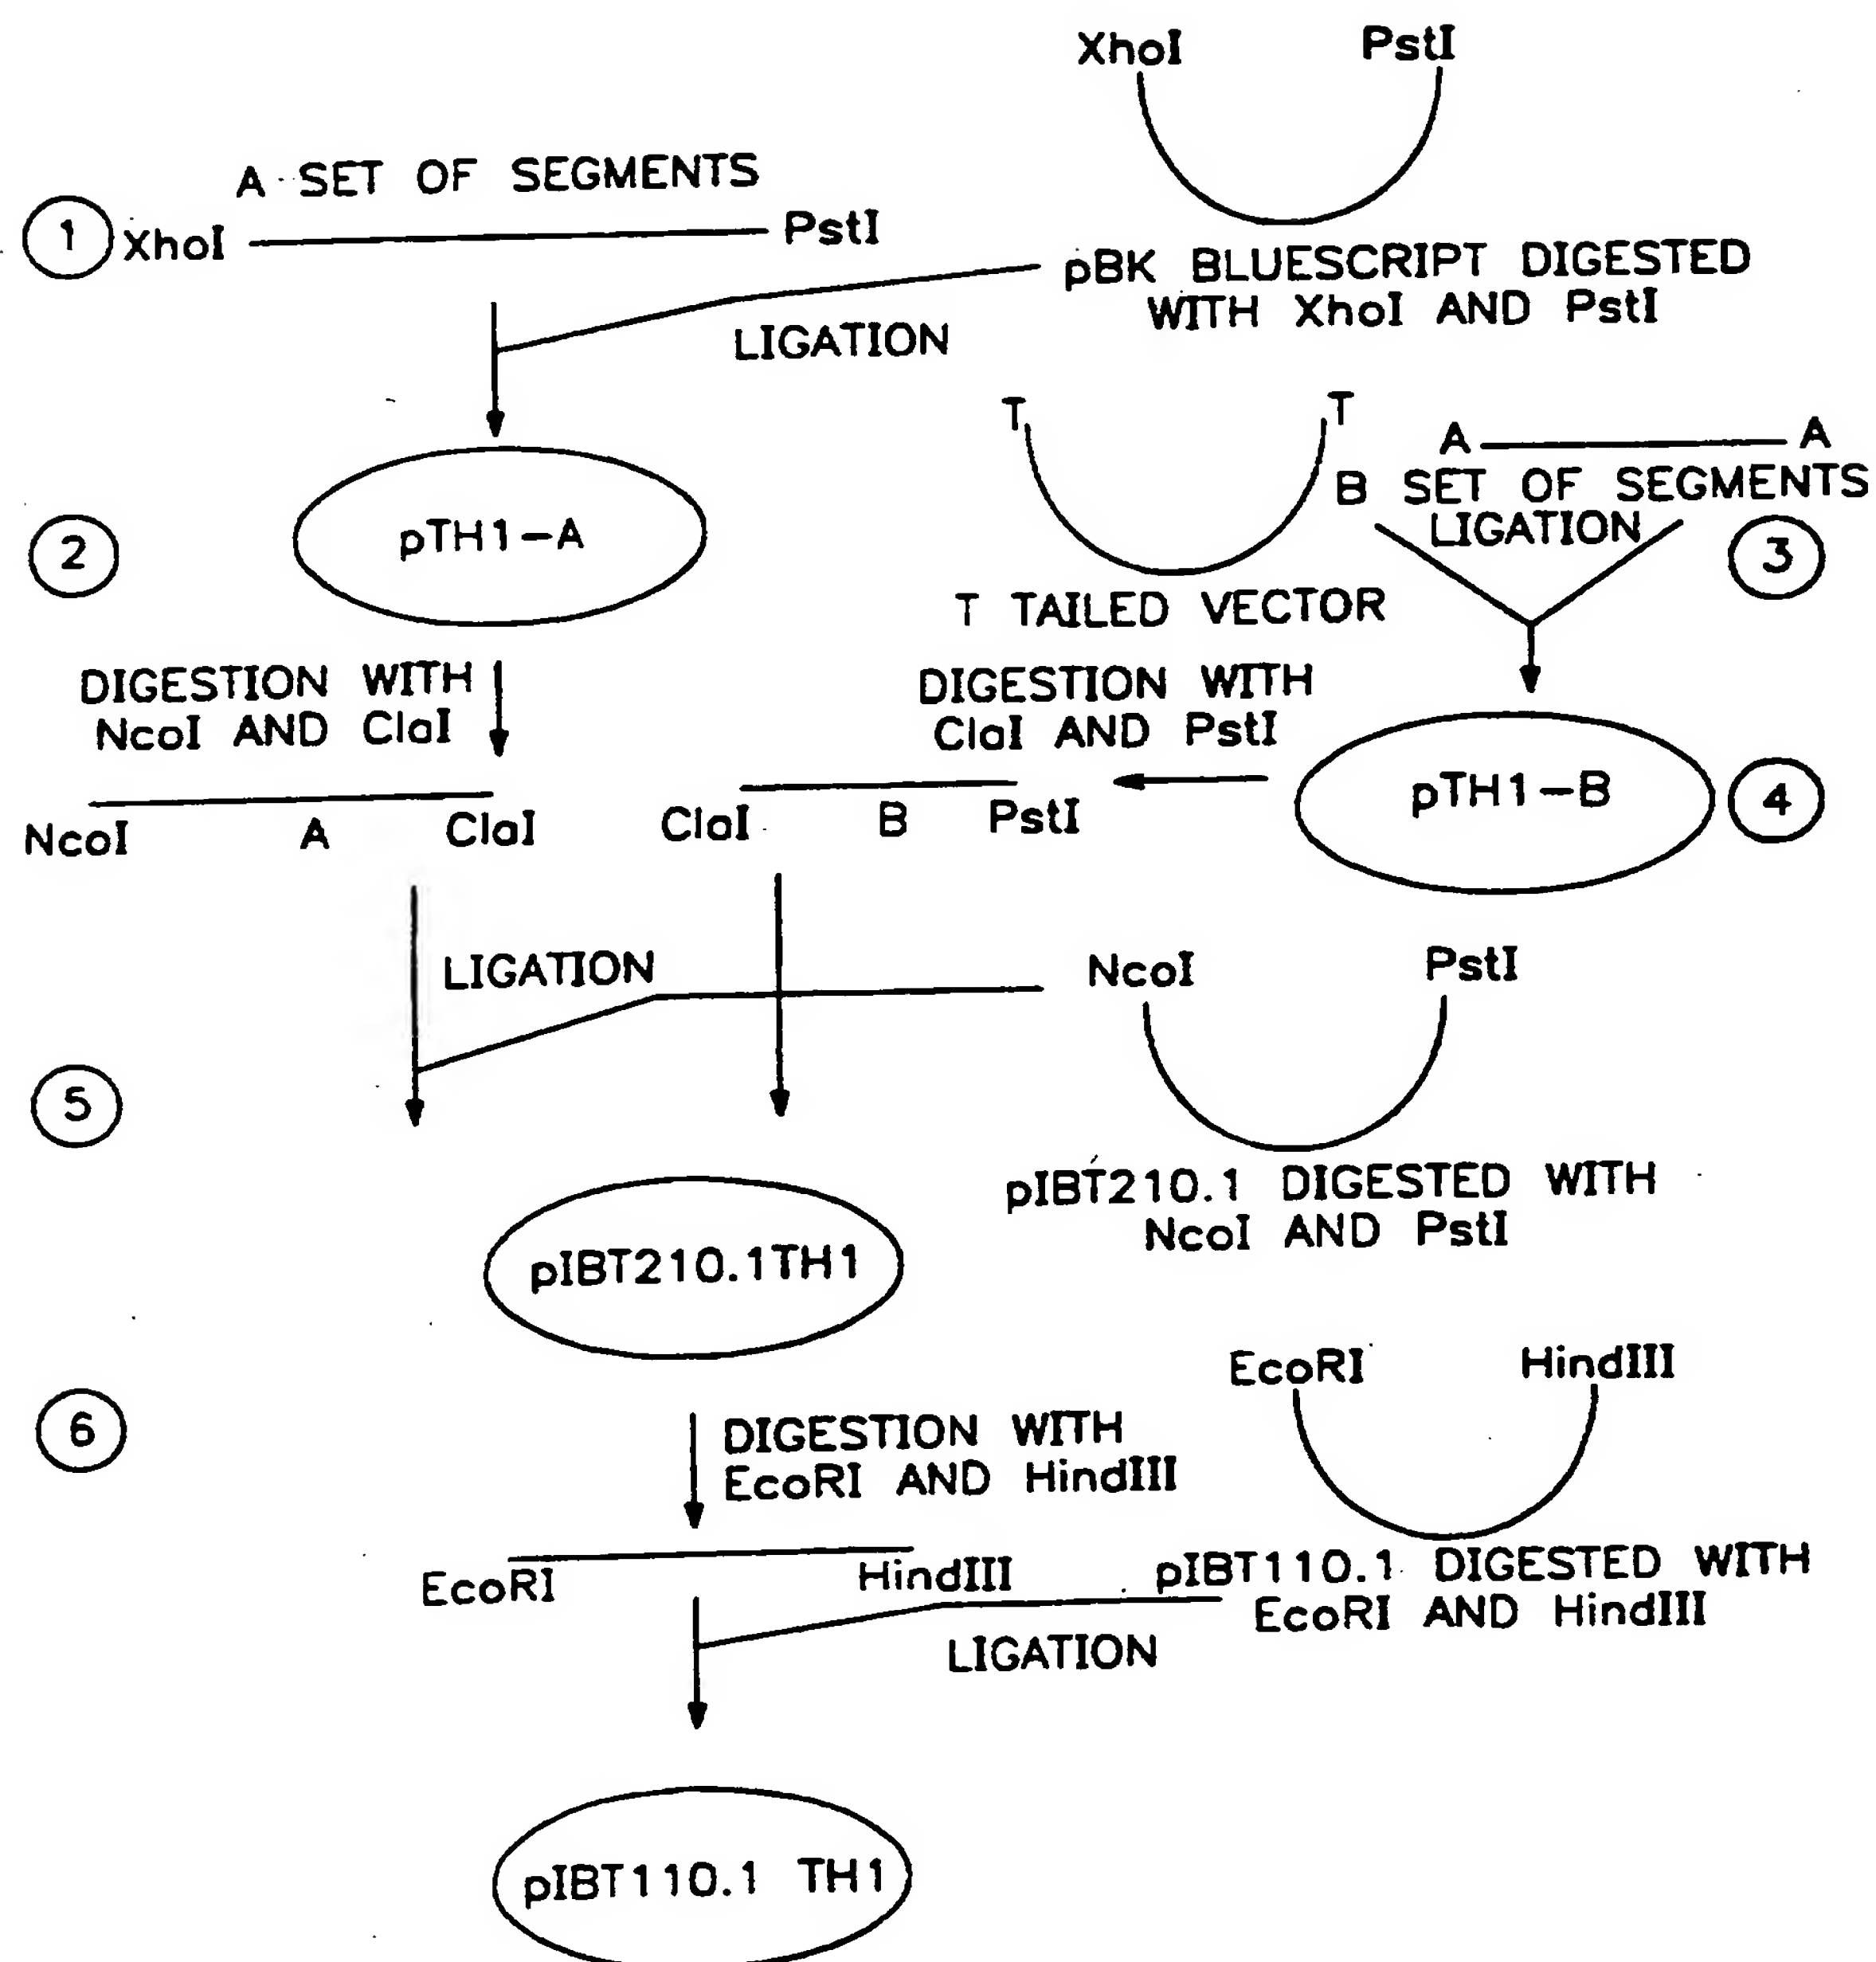 XhoI PstI
A SET OF SEGMENTS
1 XhoI PstI
pBK BLUESCRIPT DIGESTED
WITH XhoI AND PstI
LIGATION
T T
A A
B SET OF SEGMENTS
LIGATION
3
2
pTH1-A
T TAILED VECTOR
DIGESTION WITH
NcoI AND ClaI
DIGESTION WITH
ClaI AND PstI
pTH1-B
4
NcoI A ClaI
ClaI B PstI
LIGATION
NcoI PstI
5
pIBT210.1 DIGESTED WITH
NcoI AND PstI
pIBT210.1TH1
EcoRI HindIII
6
DIGESTION WITH
EcoRI AND HindIII
EcoRI HindIII
pIBT110.1 DIGESTED WITH
EcoRI AND HindIII
LIGATION
pIBT110.1 TH1